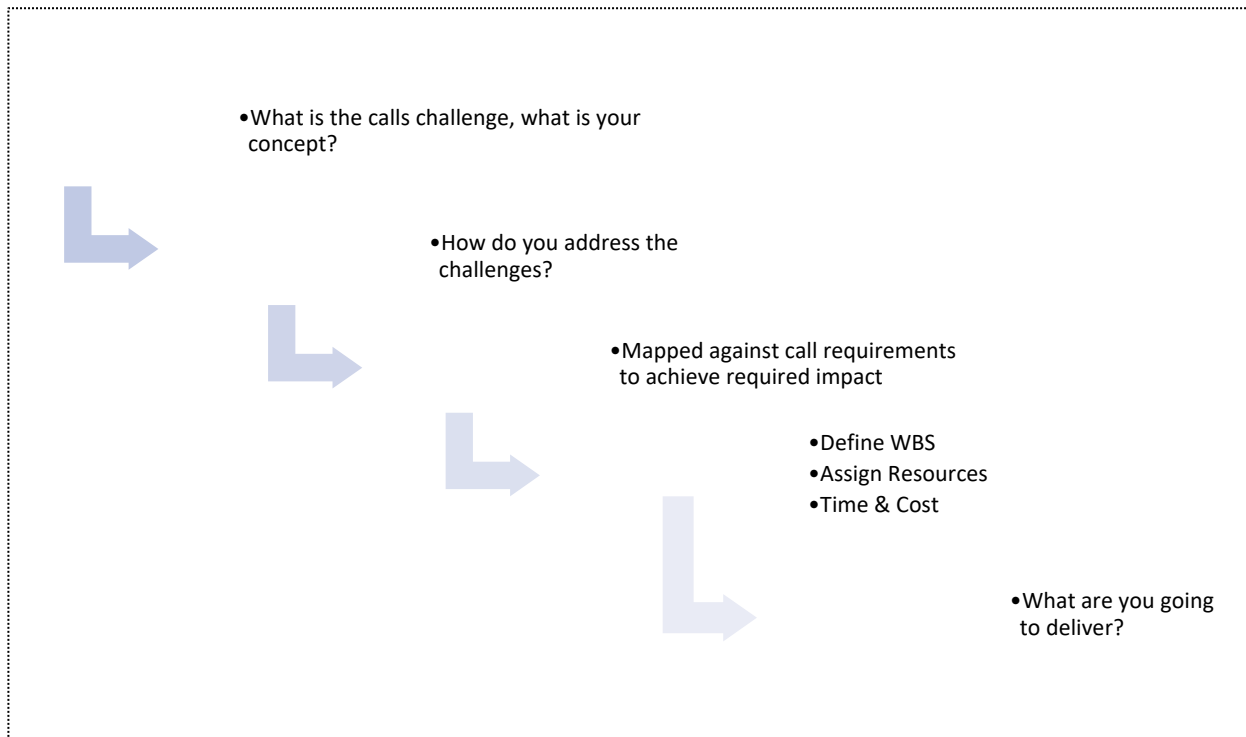 •What is the calls challenge, what is your
concept?
•How do you address the
challenges?
•Mapped against call requirements
to achieve required impact
•Define WBS
•Assign Resources
•Time & Cost
•What are you going
to deliver?